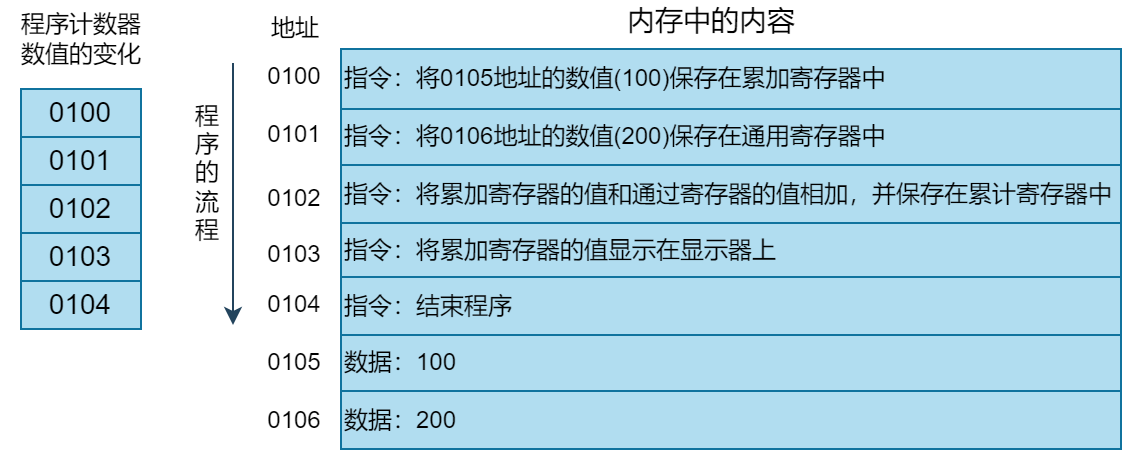 程序计数器
数值的变化
0100
0101
0102
0103
0104
程序的流程
地址
内存中的内容
0100
指令：将0105地址的数值(100)保存在累加寄存器中
0101
指令：将0106地址的数值(200)保存在通用寄存器中
0102
指令：将累加寄存器的值和通过寄存器的值相加，并保存在累计寄存器中
0103
指令：将累加寄存器的值显示在显示器上
0104
指令：结束程序
0105
数据：100
0106
数据：200